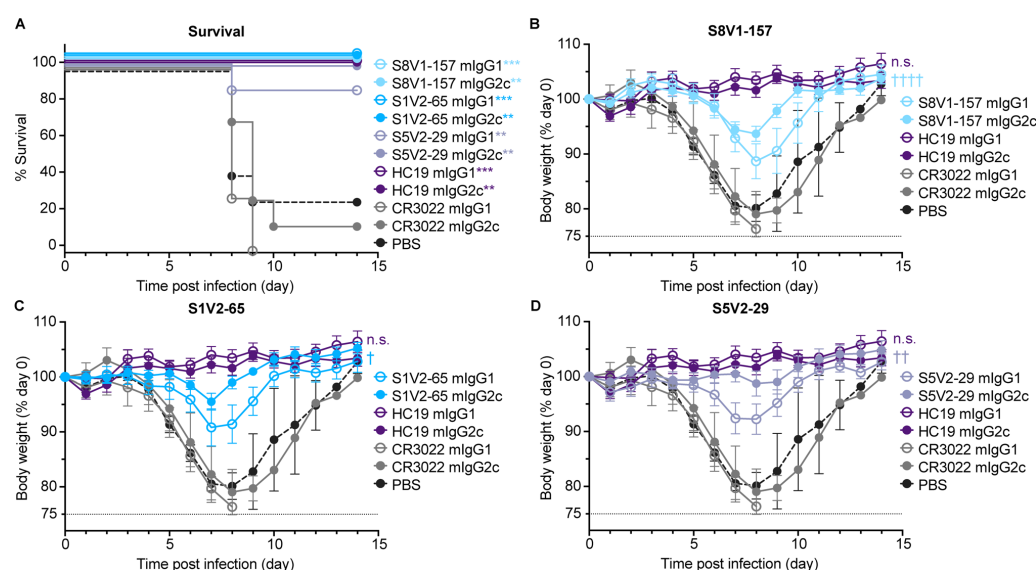 A
Survival
% Survival
100
80
60
40
20
0
0
5
10
15
Time post infection (day)
S8V1-157 mIgG1***
S8V1-157 mIgG2c**
S1V2-65 mIgG1***
S1V2-65 mIgG2c**
S5V2-29 mIgG1**
S5V2-29 mIgG2c**
HC19 mIgG1***
HC19 mIgG2c**
CR3022 mIgG1
CR3022 mIgG2c
PBS
B
S8V1-157
Body weight (% day 0)
110
100
90
80
75
0
5
10
15
Time post infection (day)
n.s.
††††
S8V1-157 mIgG1
S8V1-157 mIgG2c
HC19 mIgG1
HC19 mIgG2c
CR3022 mIgG1
CR3022 mIgG2c
PBS
C
S1V2-65
Body weight (% day 0)
110
100
90
80
75
0
5
10
15
Time post infection (day)
n.s.
†
S1V2-65 mIgG1
S1V2-65 mIgG2c
HC19 mIgG1
HC19 mIgG2c
CR3022 mIgG1
CR3022 mIgG2c
PBS
D
S5V2-29
Body weight (% day 0)
110
100
90
80
75
0
5
10
15
Time post infection (day)
n.s.
††
S5V2-29 mIgG1
S5V2-29 mIgG2c
HC19 mIgG1
HC19 mIgG2c
CR3022 mIgG1
CR3022 mIgG2c
PBS